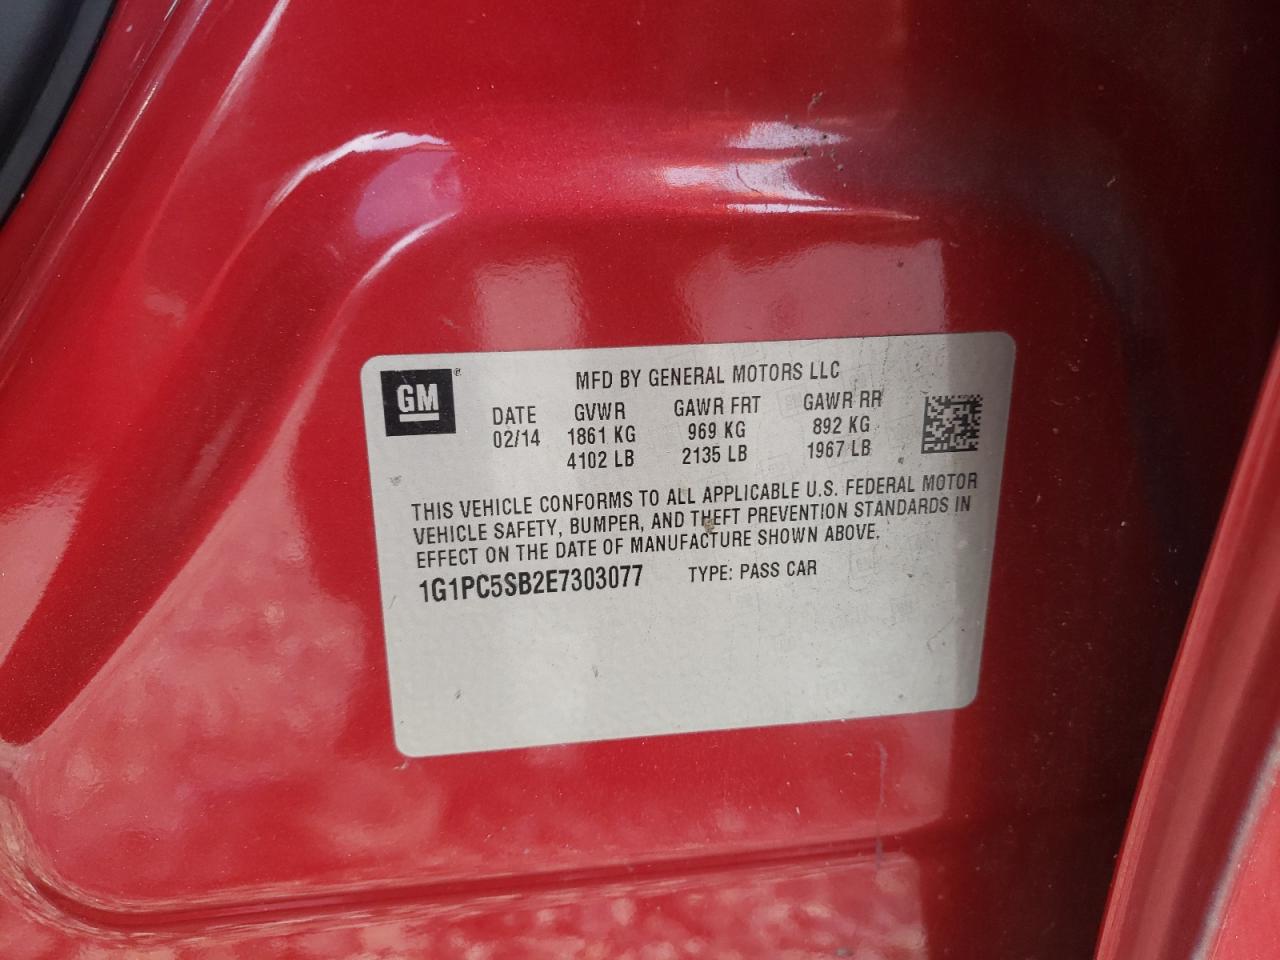 GM®
MFD BY GENERAL MOTORS LLC
DATE GVWR GAWR FRT GAWR RR
02/14 1861 KG 969 KG 892 KG
4102 LB 2135 LB 1967 LB
THIS VEHICLE CONFORMS TO ALL APPLICABLE U.S. FEDERAL MOTOR
VEHICLE SAFETY, BUMPER, AND THEFT PREVENTION STANDARDS IN
EFFECT ON THE DATE OF MANUFACTURE SHOWN ABOVE.
1G1PC5SB2E7303077 TYPE: PASS CAR